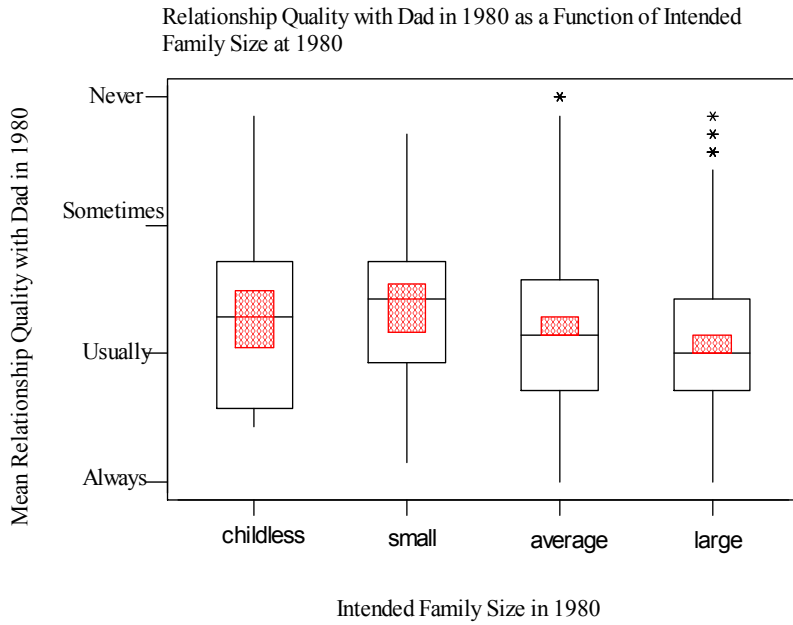 Relationship Quality with Dad in 1980 as a Function of Intended
Family Size at 1980
Mean Relationship Quality with Dad in 1980
Never
Sometimes
Usually
Always
childless
small
average
large
Intended Family Size in 1980